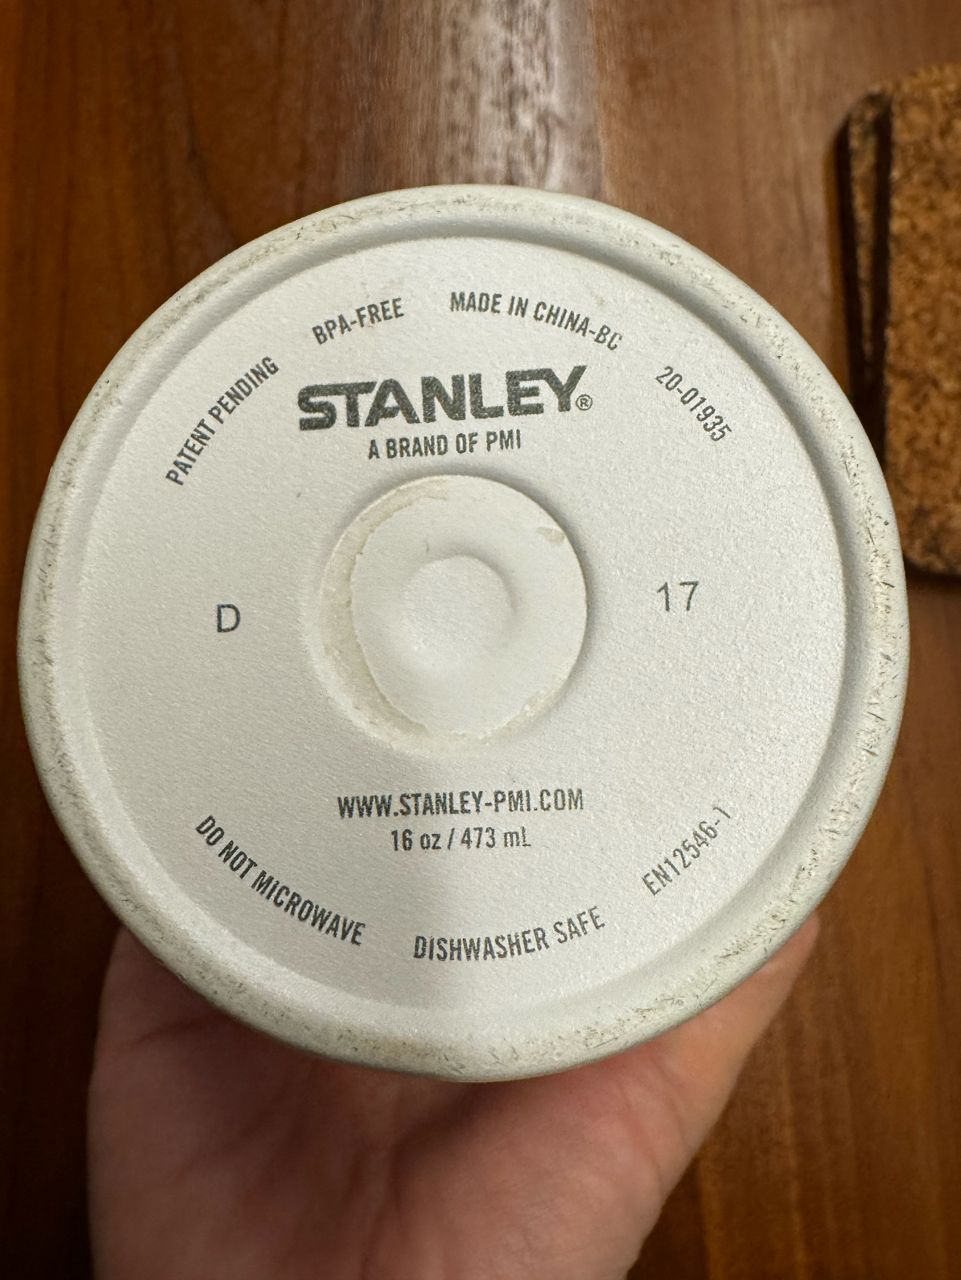 PATENT PENDING
BPA-FREE
MADE IN CHINA-BC
20-01935
STANLEY®
A BRAND OF PMI
D
17
WWW.STANLEY-PMI.COM
16 oz / 473 mL
DO NOT MICROWAVE
DISHWASHER SAFE
EN12546-1